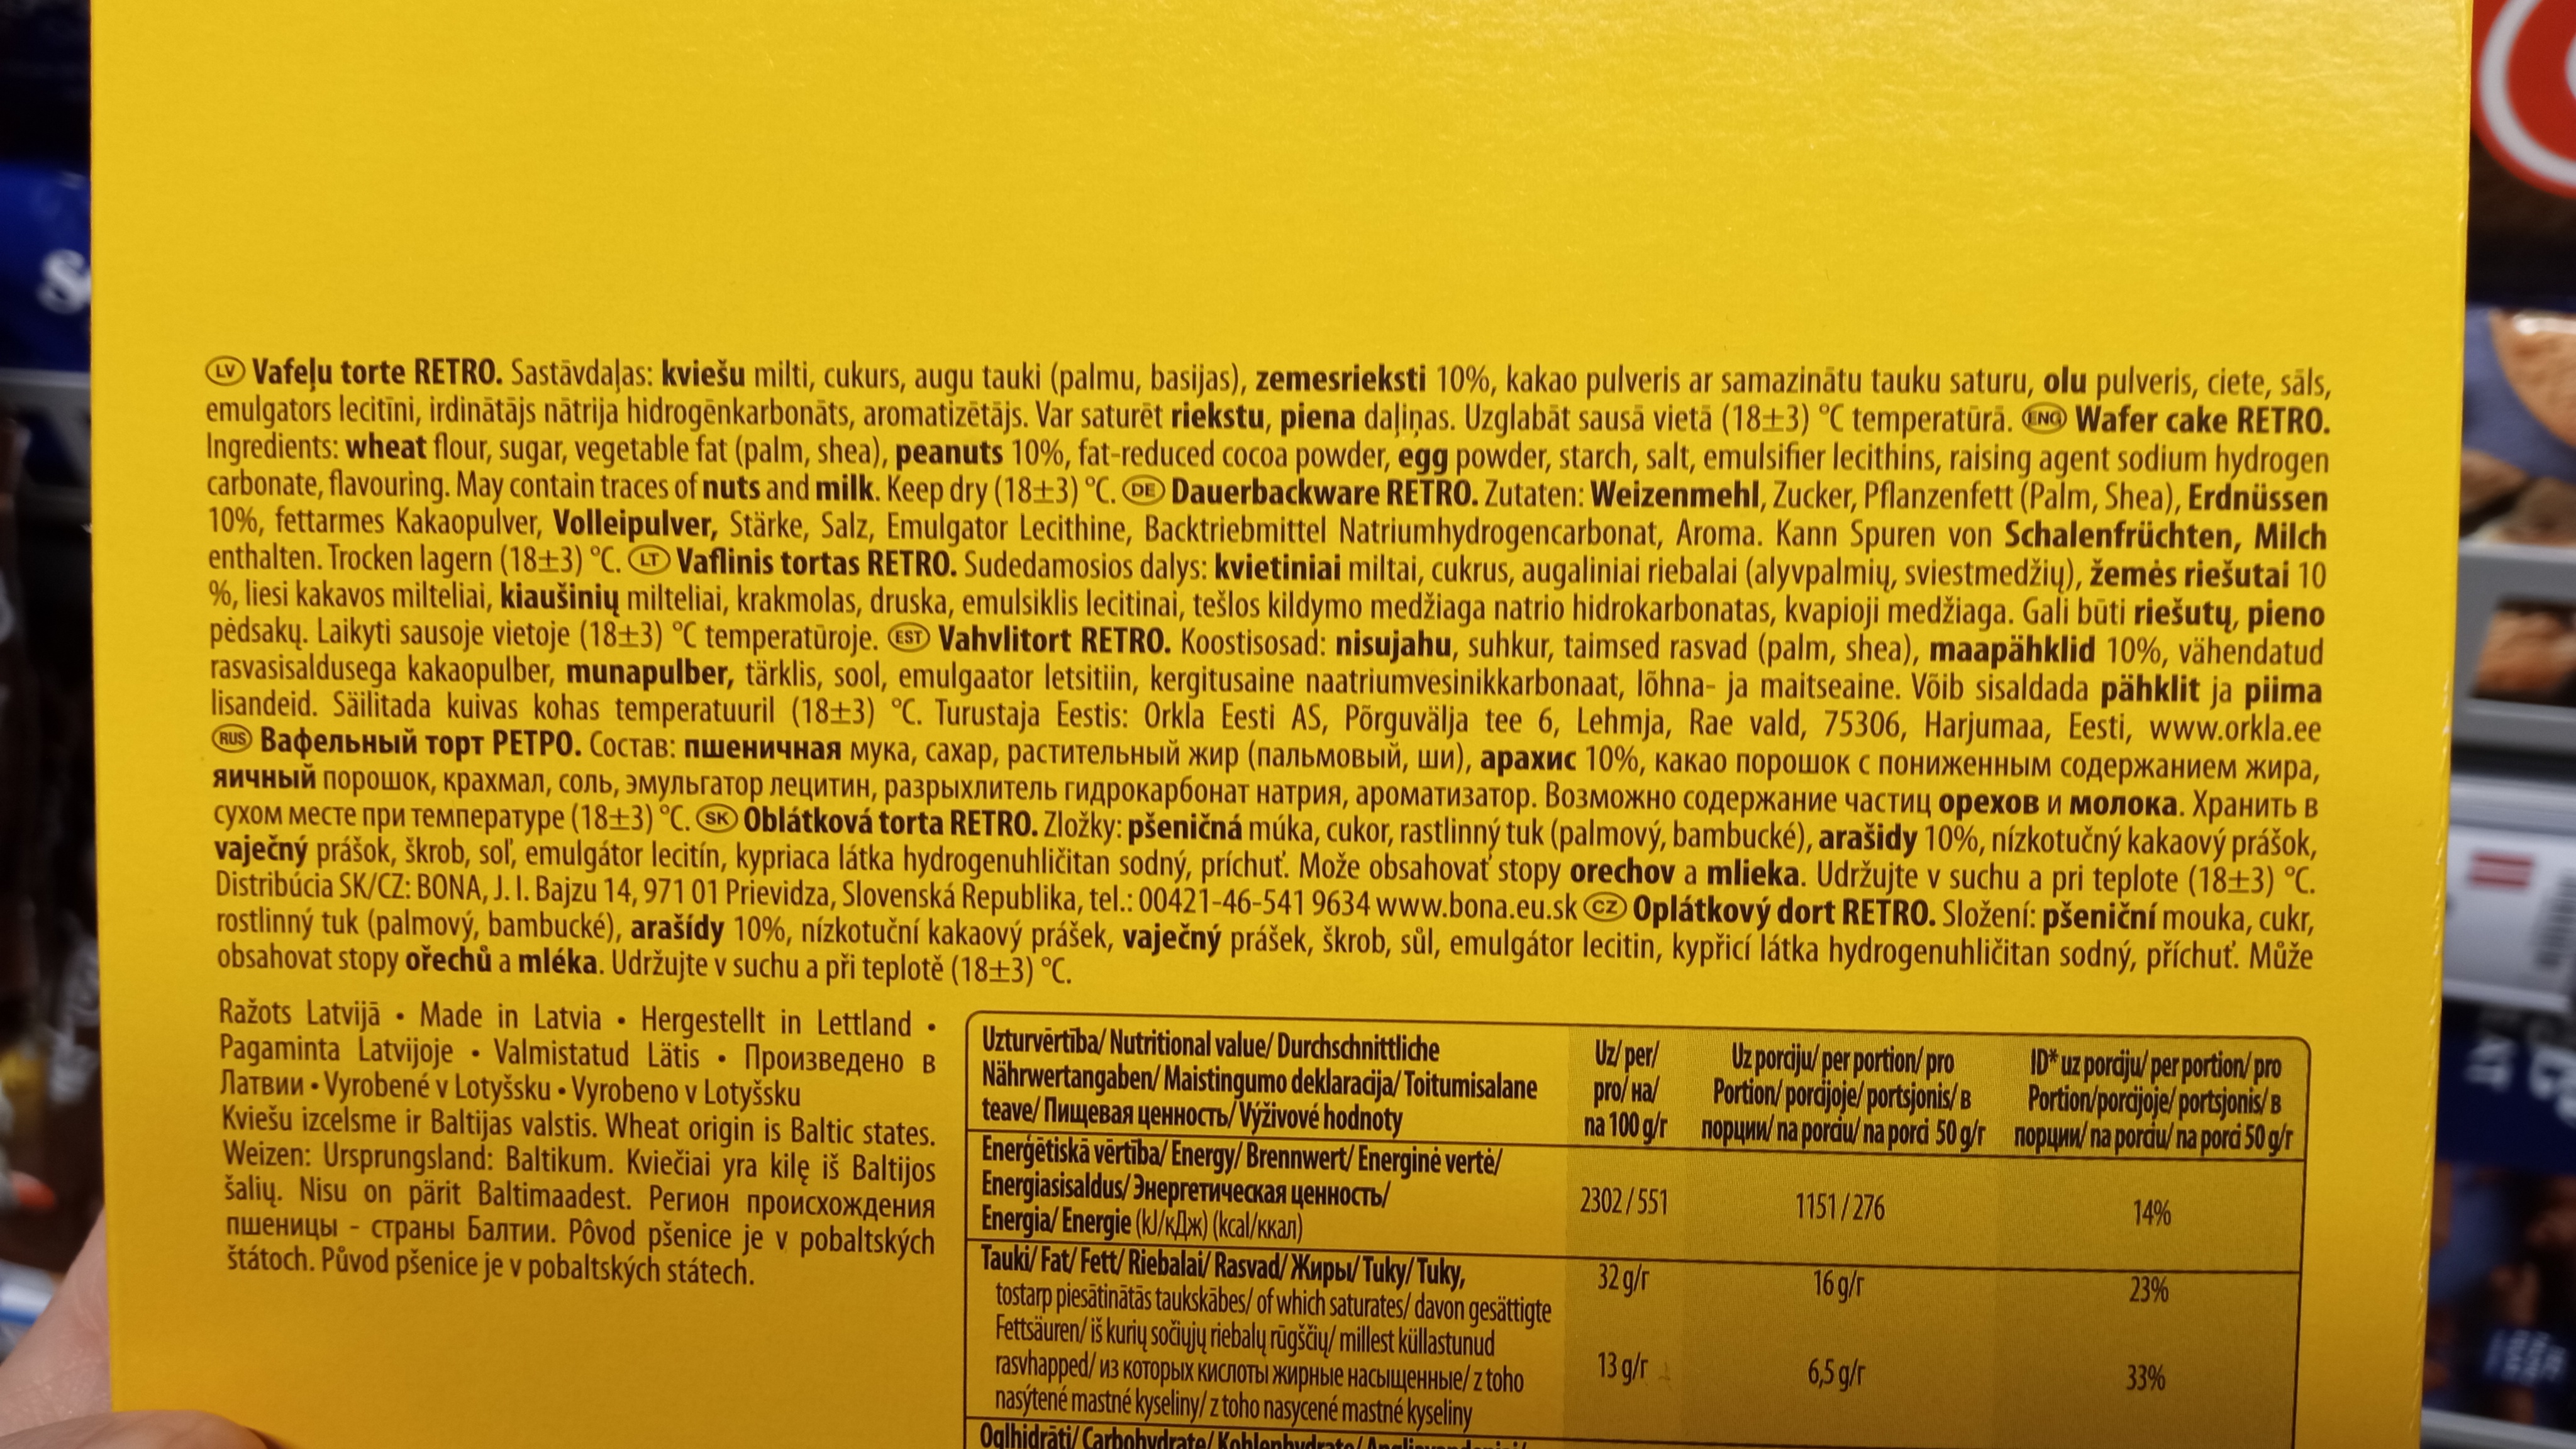 LV Vafeļu torte RETRO. Sastāvdaļas: kviešu milti, cukurs, augu tauki (palmu, basijas), zemesrieksti 10%, kakao pulveris ar samazinātu tauku saturu, olu pulveris, ciete, sāls,
emulgators lecitīni, irdinātājs nātrija hidrogēnkarbonāts, aromatizētājs. Var saturēt riekstu, piena daļiņas. Uzglabāt sausā vietā (18±3) °C temperatūrā. ENG Wafer cake RETRO.
Ingredients: wheat flour, sugar, vegetable fat (palm, shea), peanuts 10%, fat-reduced cocoa powder, egg powder, starch, salt, emulsifier lecithins, raising agent sodium hydrogen
carbonate, flavouring. May contain traces of nuts and milk. Keep dry (18±3) °C. DE Dauerbackware RETRO. Zutaten: Weizenmehl, Zucker, Pflanzenfett (Palm, Shea), Erdnüssen
10%, fettarmes Kakaopulver, Volleipulver, Stärke, Salz, Emulgator Lecithine, Backtriebmittel Natriumhydrogencarbonat, Aroma. Kann Spuren von Schalenfrüchten, Milch
enthalten. Trocken lagern (18±3) °C. LT Vaflinis tortas RETRO. Sudedamosios dalys: kvietiniai miltai, cukrus, augaliniai riebalai (alyvpalmių, sviestmedžių), žemės riešutai 10
%, liesi kakavos milteliai, kiaušinių milteliai, krakmolas, druska, emulsiklis lecitinai, tešlos kildymo medžiaga natrio hidrokarbonatas, kvapioji medžiaga. Gali būti riešutų, pieno
pėdsakų. Laikyti sausoje vietoje (18±3) °C temperatūroje. EST Vahvlitort RETRO. Koostisosad: nisujahu, suhkur, taimsed rasvad (palm, shea), maapähklid 10%, vähendatud
rasvasisaldusega kakaopulber, munapulber, tärklis, sool, emulgaator letsitiin, kergitusaine naatriumvesinikkarbonaat, lõhna- ja maitseaine. Võib sisaldada pähklit ja piima
lisandeid. Säilitada kuivas kohas temperatuuril (18±3) °C. Turustaja Eestis: Orkla Eesti AS, Põrguvälja tee 6, Lehmja, Rae vald, 75306, Harjumaa, Eesti, www.orkla.ee
RUS Вафельный торт РЕТРО. Состав: пшеничная мука, сахар, растительный жир (пальмовый, ши), арахис 10%, какао порошок с пониженным содержанием жира,
яичный порошок, крахмал, соль, эмульгатор лецитин, разрыхлитель гидрокарбонат натрия, ароматизатор. Возможно содержание частиц орехов и молока. Хранить в
сухом месте при температуре (18±3) °C. SK Oblátková torta RETRO. Zložky: pšeničná múka, cukor, rastlinný tuk (palmový, bambucké), arašidy 10%, nízkotučný kakaový prášok,
vaječný prášok, škrob, soľ, emulgátor lecitín, kypriaca látka hydrogenuhličitan sodný, príchuť. Može obsahovať stopy orechov a mlieka. Udržujte v suchu a pri teplote (18±3) °C.
Distribúcia SK/CZ: BONA, J. I. Bajzu 14, 971 01 Prievidza, Slovenská Republika, tel.: 00421-46-541 9634 www.bona.eu.sk CZ Oplátkový dort RETRO. Složení: pšeniční mouka, cukr,
rostlinný tuk (palmový, bambucké), arašídy 10%, nízkotuční kakaový prášek, vaječný prášek, škrob, sůl, emulgátor lecitin, kypřicí látka hydrogenuhličitan sodný, příchuť. Může
obsahovat stopy ořechů a mléka. Udržujte v suchu a při teplotě (18±3) °C.
Ražots Latvijā • Made in Latvia • Hergestellt in Lettland •
Pagaminta Latvijoje • Valmistatud Lätis • Произведено в
Латвии • Vyrobené v Lotyšsku • Vyrobeno v Lotyšsku
Kviešu izcelsme ir Baltijas valstis. Wheat origin is Baltic states.
Weizen: Ursprungsland: Baltikum. Kviečiai yra kilę iš Baltijos
šalių. Nisu on pärit Baltimaadest. Регион происхождения
пшеницы - страны Балтии. Pôvod pšenice je v pobaltských
štátoch. Původ pšenice je v pobaltských státech.
Uzturvērtība/ Nutritional value/ Durchschnittliche
Nährwertangaben/ Maistingumo deklaracija/ Toitumisalane
teave/ Пищевая ценность/ Výživové hodnoty
Uz/ per/
pro/ на/
na 100 g/г
Uz porciju/ per portion/ pro
Portion/ porcijoje/ portsjonis/ в
порции/ na porciu/ na porci 50 g/г
ID* uz porciju/ per portion/ pro
Portion/porcijoje/ portsjonis/ в
порции/ na porciu/ na porci 50 g/г
Enerģētiskā vērtība/ Energy/ Brennwert/ Energinė vertė/
Energiasisaldus/ Энергетическая ценность/
Energia/ Energie (kJ/кДж) (kcal/ккал)
2302 / 551
1151 / 276
14%
Tauki/ Fat/ Fett/ Riebalai/ Rasvad/ Жиры/ Tuky/ Tuky,
32 g/г
16 g/г
23%
tostarp piesātinātās taukskābes/ of which saturates/ davon gesättigte
Fettsäuren/ iš kurių sočiųjų riebalų rūgščių/ millest küllastunud
rasvhapped/ из которых кислоты жирные насыщенные/ z toho
nasýtené mastné kyseliny/ z toho nasycené mastné kyseliny
13 g/г
6,5 g/г
33%
Ogļhidrāti/ Carbohydrate/ Kohlenhydrate/